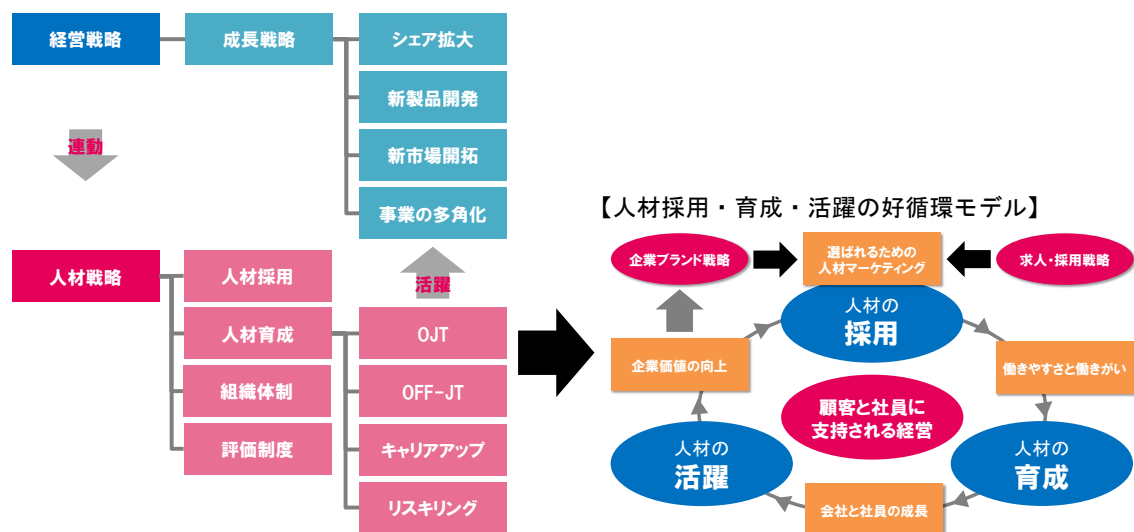 経営戦略
成長戦略
シェア拡大
新製品開発
新市場開拓
事業の多角化
連動
人材戦略
人材採用
人材育成
組織体制
評価制度
活躍
OJT
OFF-JT
キャリアアップ
リスキリング
【人材採用・育成・活躍の好循環モデル】
企業ブランド戦略
選ばれるための
人材マーケティング
求人・採用戦略
人材の
採用
企業価値の向上
働きやすさと働きがい
顧客と社員に
支持される経営
人材の
活躍
人材の
育成
会社と社員の成長